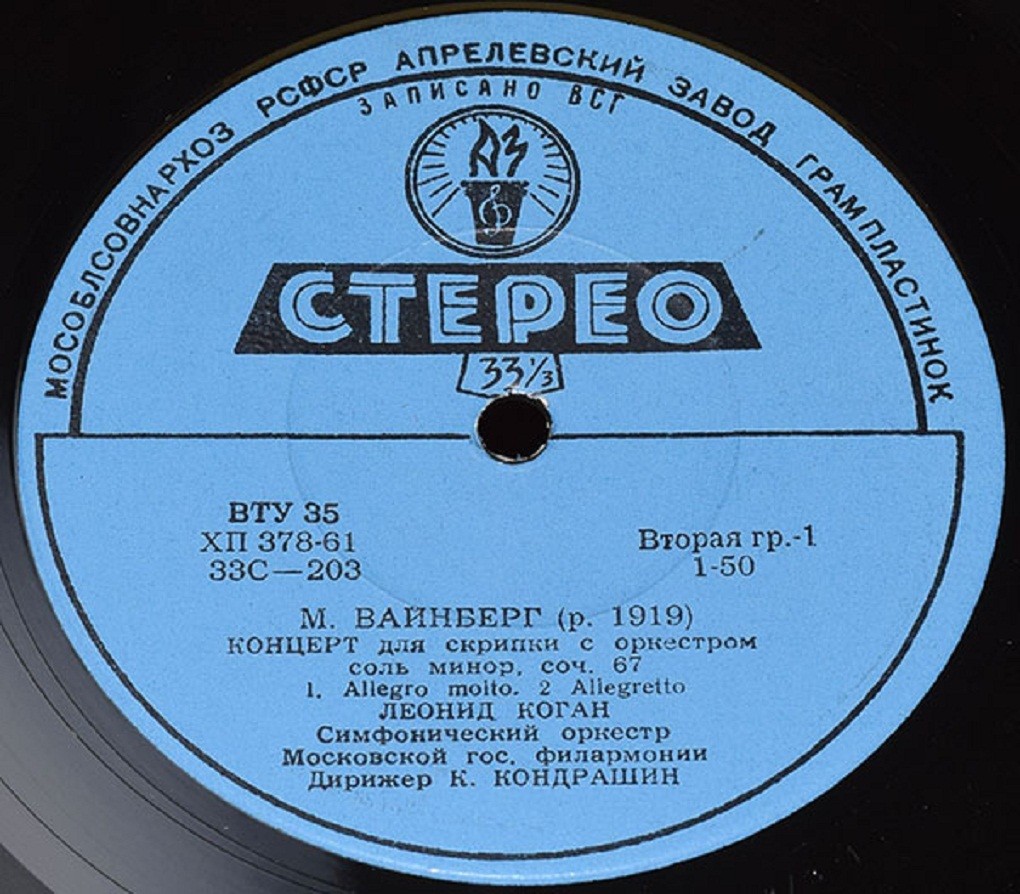 МОСОБЛСОВНАРХОЗ РСФСР АПРЕЛЕВСКИЙ ЗАВОД ГРАМПЛАСТИНОК
ЗАПИСАНО ВСГ
АЗ
СТЕРЕО
33⅓
ВТУ 35
ХП 378-61
33С—203
Вторая гр.-1
1-50
М. ВАЙНБЕРГ (р. 1919)
КОНЦЕРТ для скрипки с оркестром
соль минор, соч. 67
1. Allegro molto. 2 Allegretto
ЛЕОНИД КОГАН
Симфонический оркестр
Московской гос. филармонии
Дирижер К. КОНДРАШИН